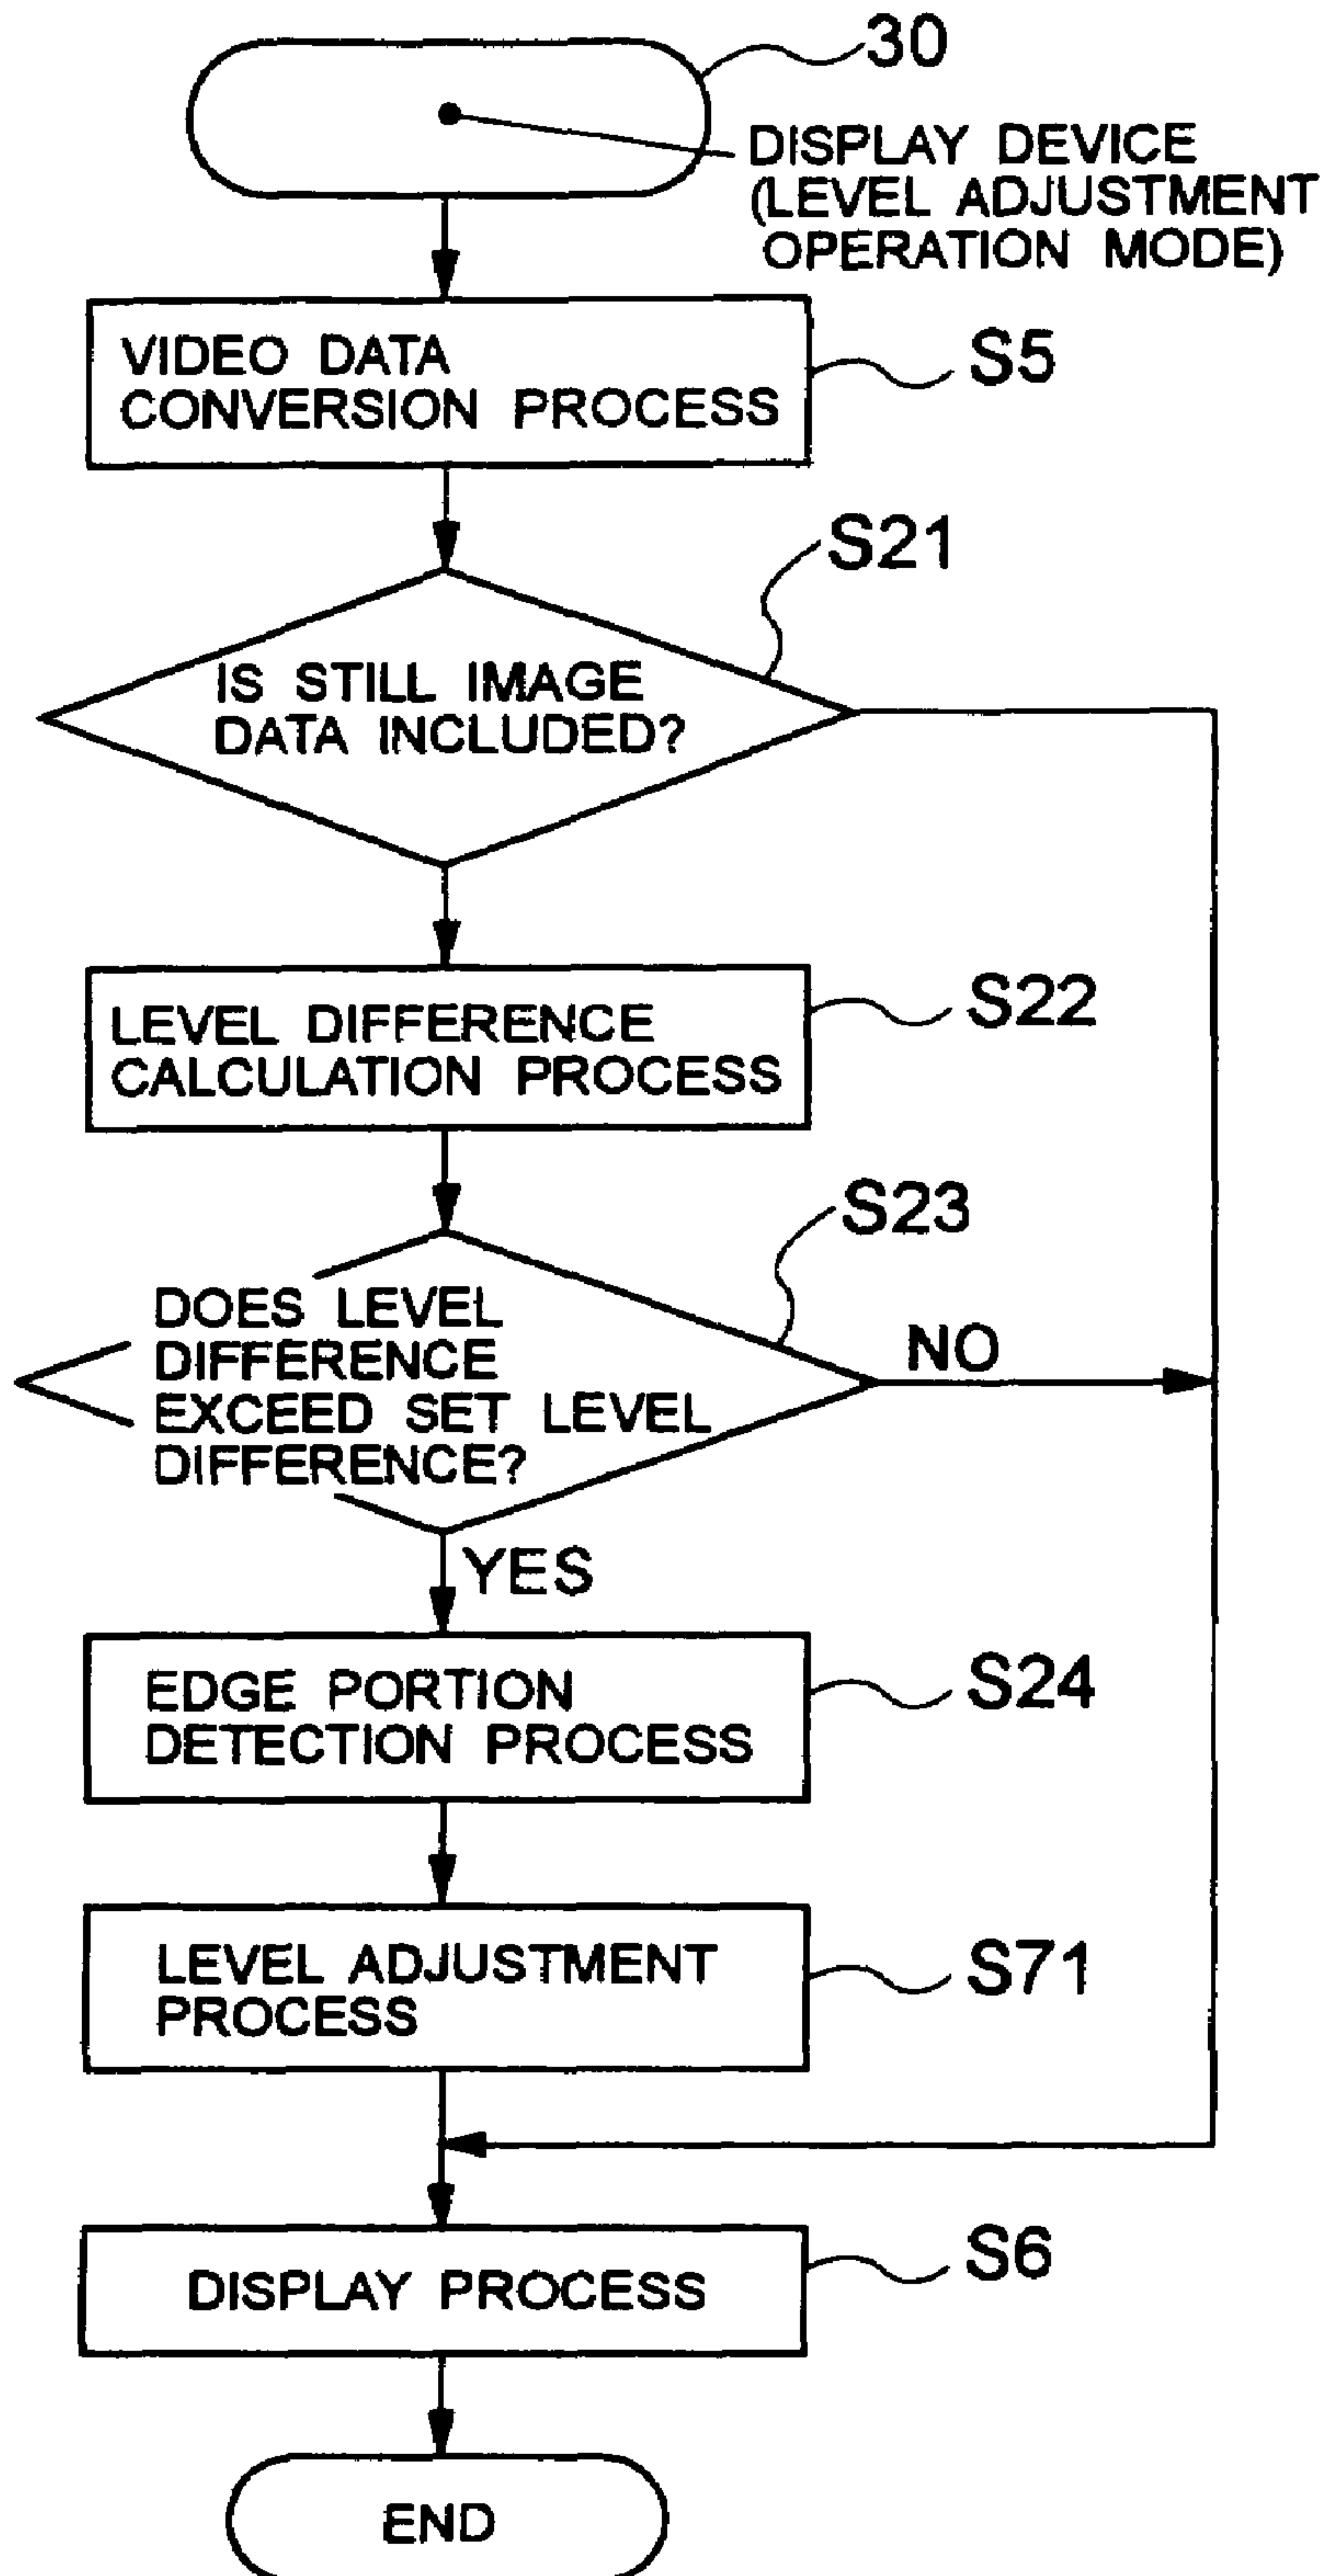 30
DISPLAY DEVICE
(LEVEL ADJUSTMENT
OPERATION MODE)
VIDEO DATA
CONVERSION PROCESS
S5
S21
IS STILL IMAGE
DATA INCLUDED?
LEVEL DIFFERENCE
CALCULATION PROCESS
S22
S23
DOES LEVEL
DIFFERENCE
EXCEED SET LEVEL
DIFFERENCE?
NO
YES
EDGE PORTION
DETECTION PROCESS
S24
LEVEL ADJUSTMENT
PROCESS
S71
DISPLAY PROCESS
S6
END